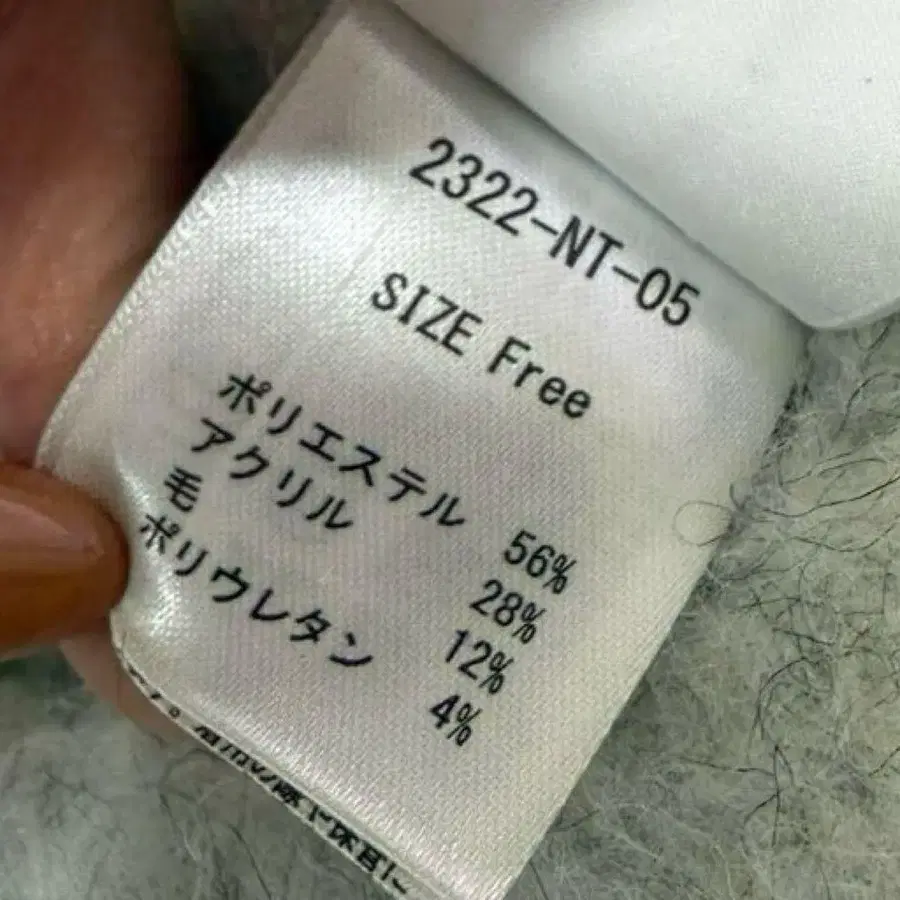 2322-NT-05
SIZE Free
ポリエステル 56%
アクリル 28%
毛 12%
ポリウレタン 4%